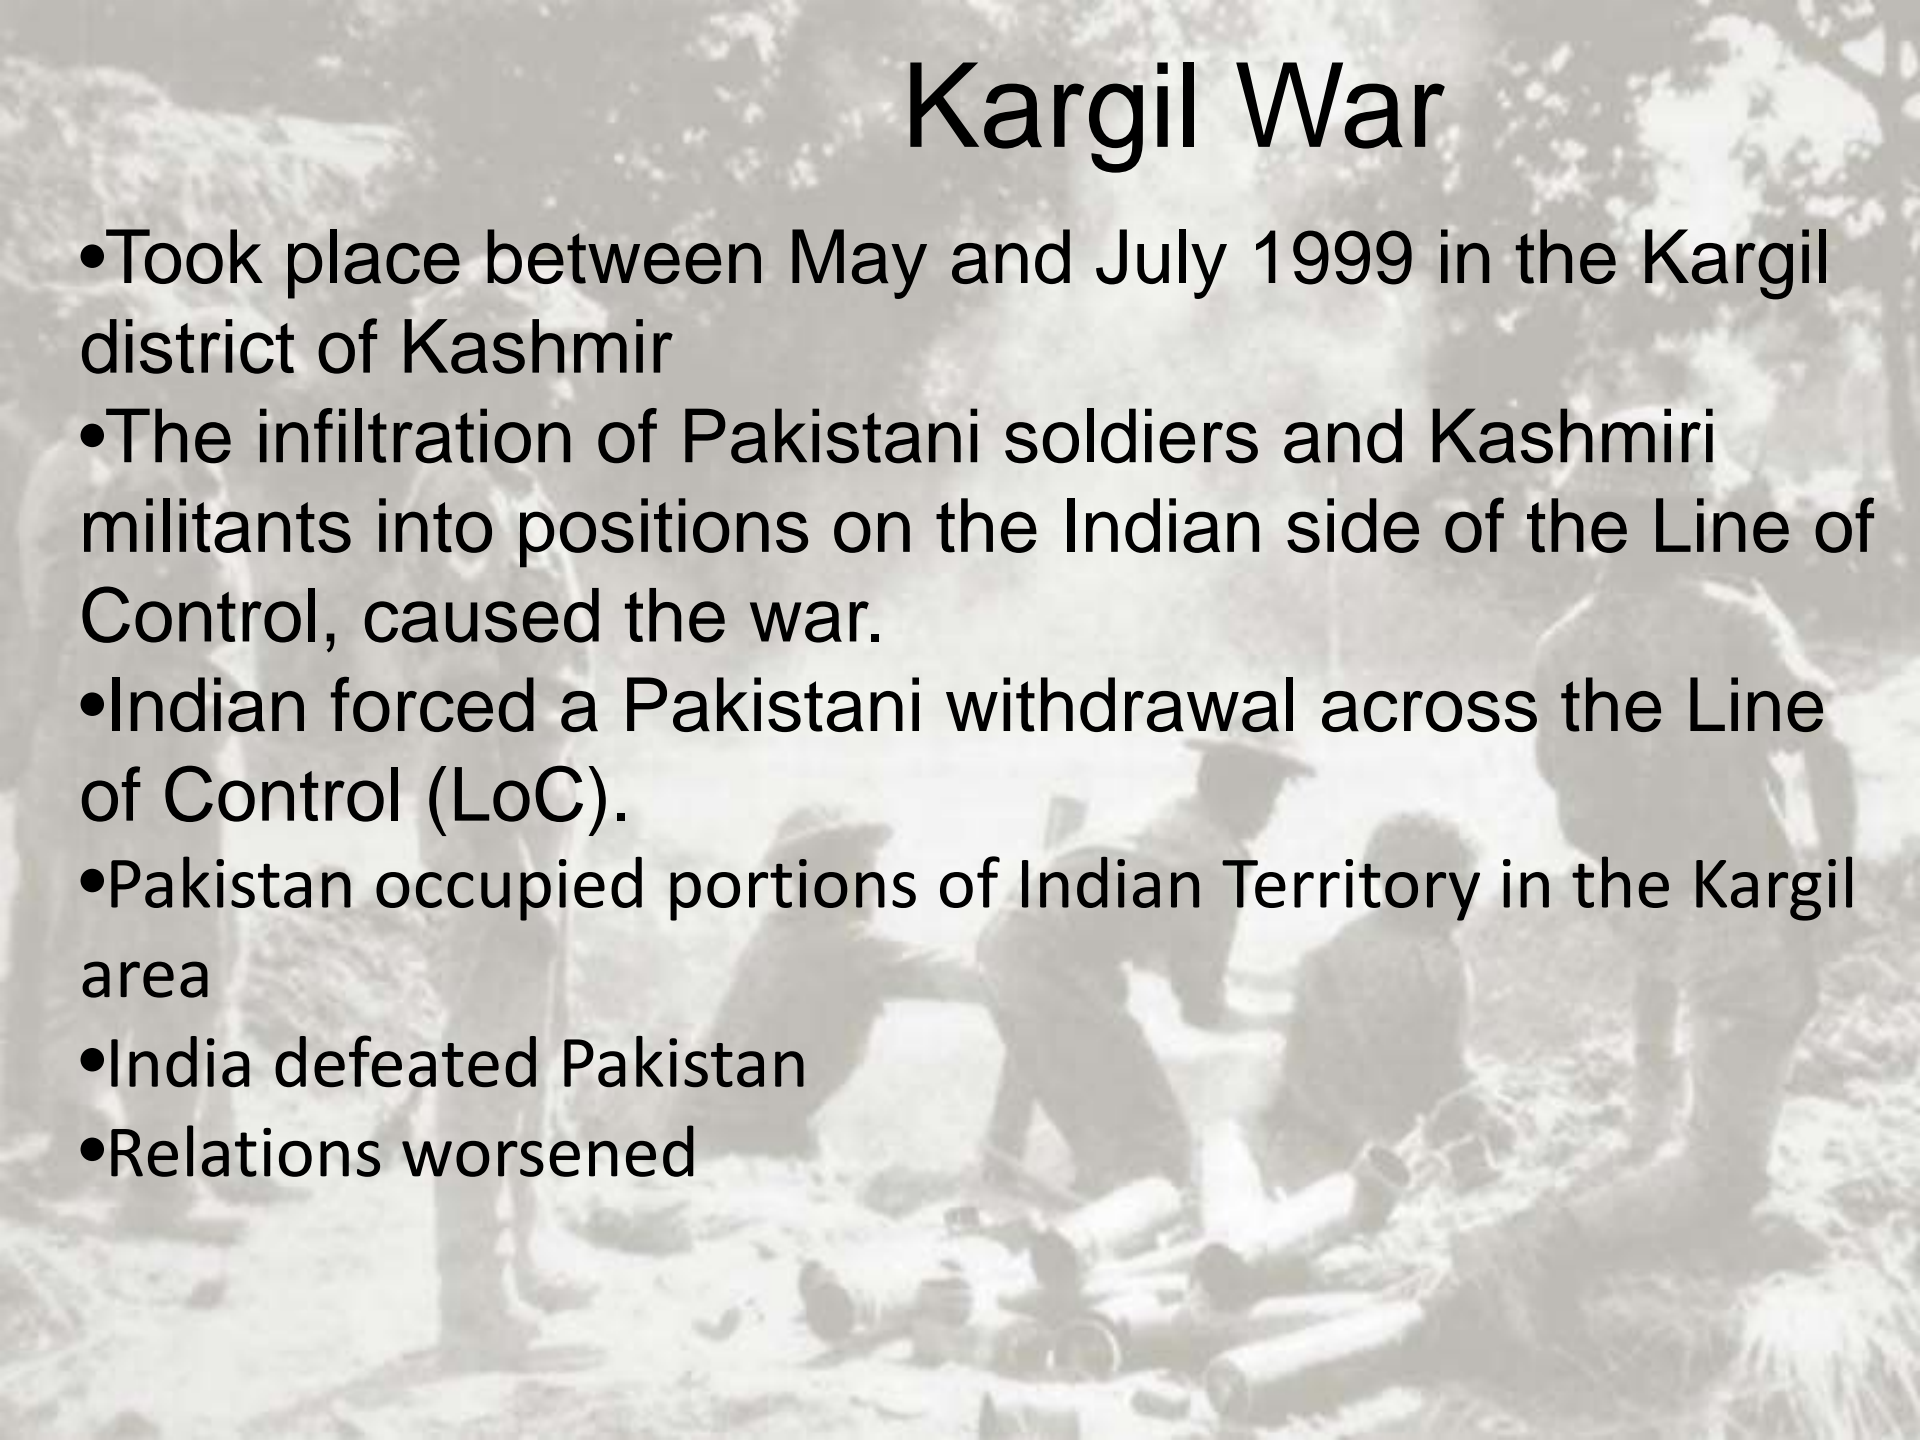 Kargil War
•Took place between May and July 1999 in the Kargil
district of Kashmir
•The infiltration of Pakistani soldiers and Kashmiri
militants into positions on the Indian side of the Line of
Control, caused the war.
•Indian forced a Pakistani withdrawal across the Line
of Control (LoC).
•Pakistan occupied portions of Indian Territory in the Kargil
area
•India defeated Pakistan
•Relations worsened